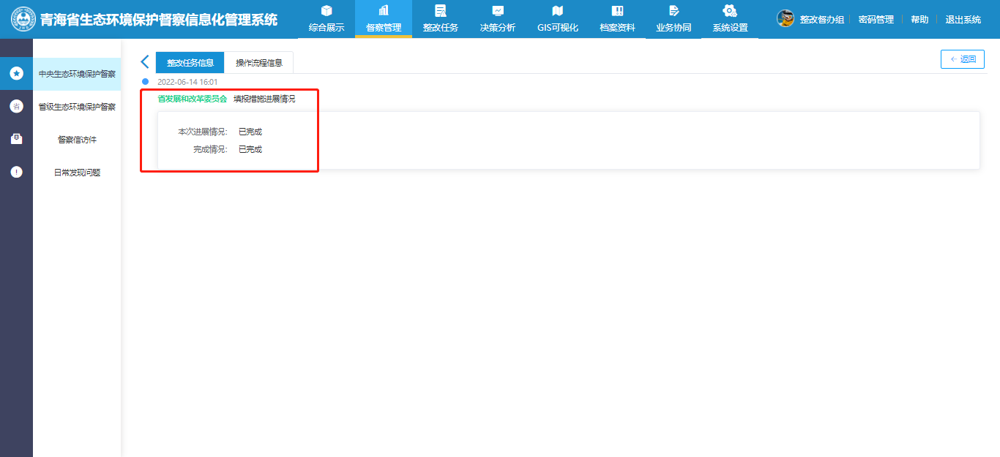 青海省生态环境保护督察信息化管理系统
综合展示
督察管理
整改任务
决策分析
GIS可视化
档案资料
业务协同
系统设置
整改督办组
密码管理
帮助
退出系统
中央生态环境保护督察
省
省级生态环境保护督察
督察信访件
日常发现问题
整改任务信息
操作流程信息
← 返回
2022-06-14 16:01
省发展和改革委员会 填报措施进展情况
本次进展情况: 已完成
完成情况: 已完成